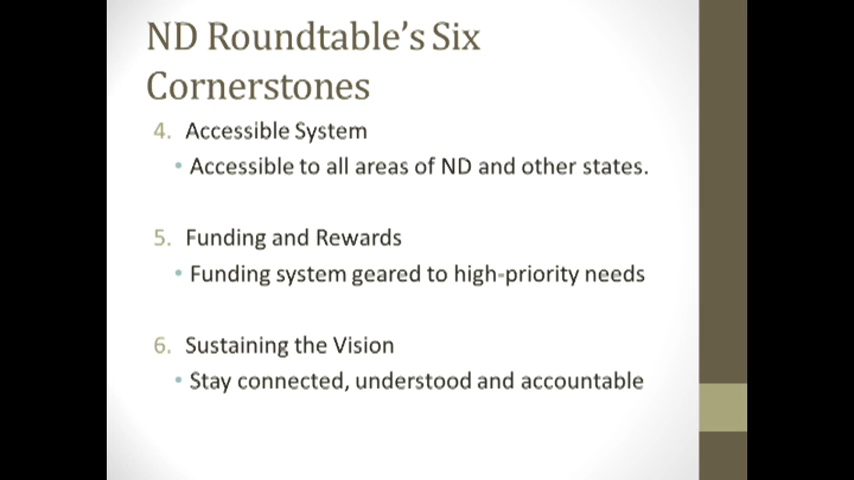 ND Roundtable's Six
Cornerstones
4. Accessible System
• Accessible to all areas of ND and other states.
5. Funding and Rewards
• Funding system geared to high-priority needs
6. Sustaining the Vision
• Stay connected, understood and accountable